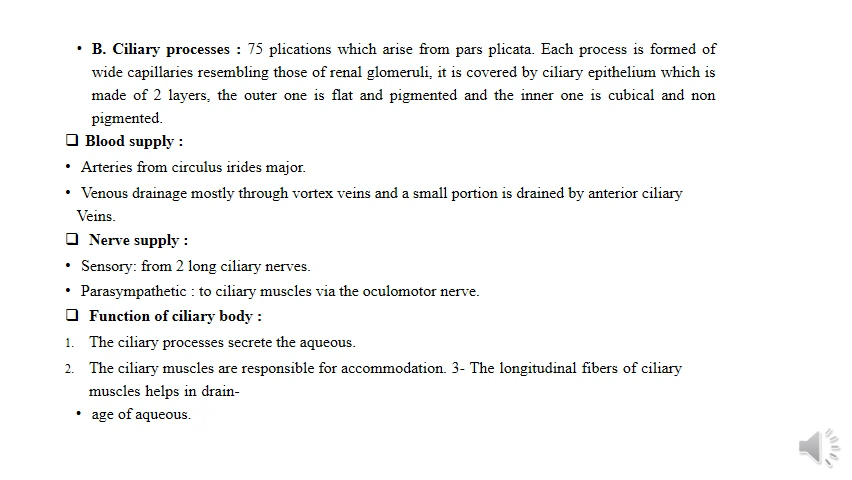 • B. Ciliary processes : 75 plications which arise from pars plicata. Each process is formed of
wide capillaries resembling those of renal glomeruli, it is covered by ciliary epithelium which is
made of 2 layers, the outer one is flat and pigmented and the inner one is cubical and non
pigmented.
❑ Blood supply :
• Arteries from circulus irides major.
• Venous drainage mostly through vortex veins and a small portion is drained by anterior ciliary
Veins.
❑ Nerve supply :
• Sensory: from 2 long ciliary nerves.
• Parasympathetic : to ciliary muscles via the oculomotor nerve.
❑ Function of ciliary body :
1. The ciliary processes secrete the aqueous.
2. The ciliary muscles are responsible for accommodation. 3- The longitudinal fibers of ciliary
muscles helps in drain-
• age of aqueous.